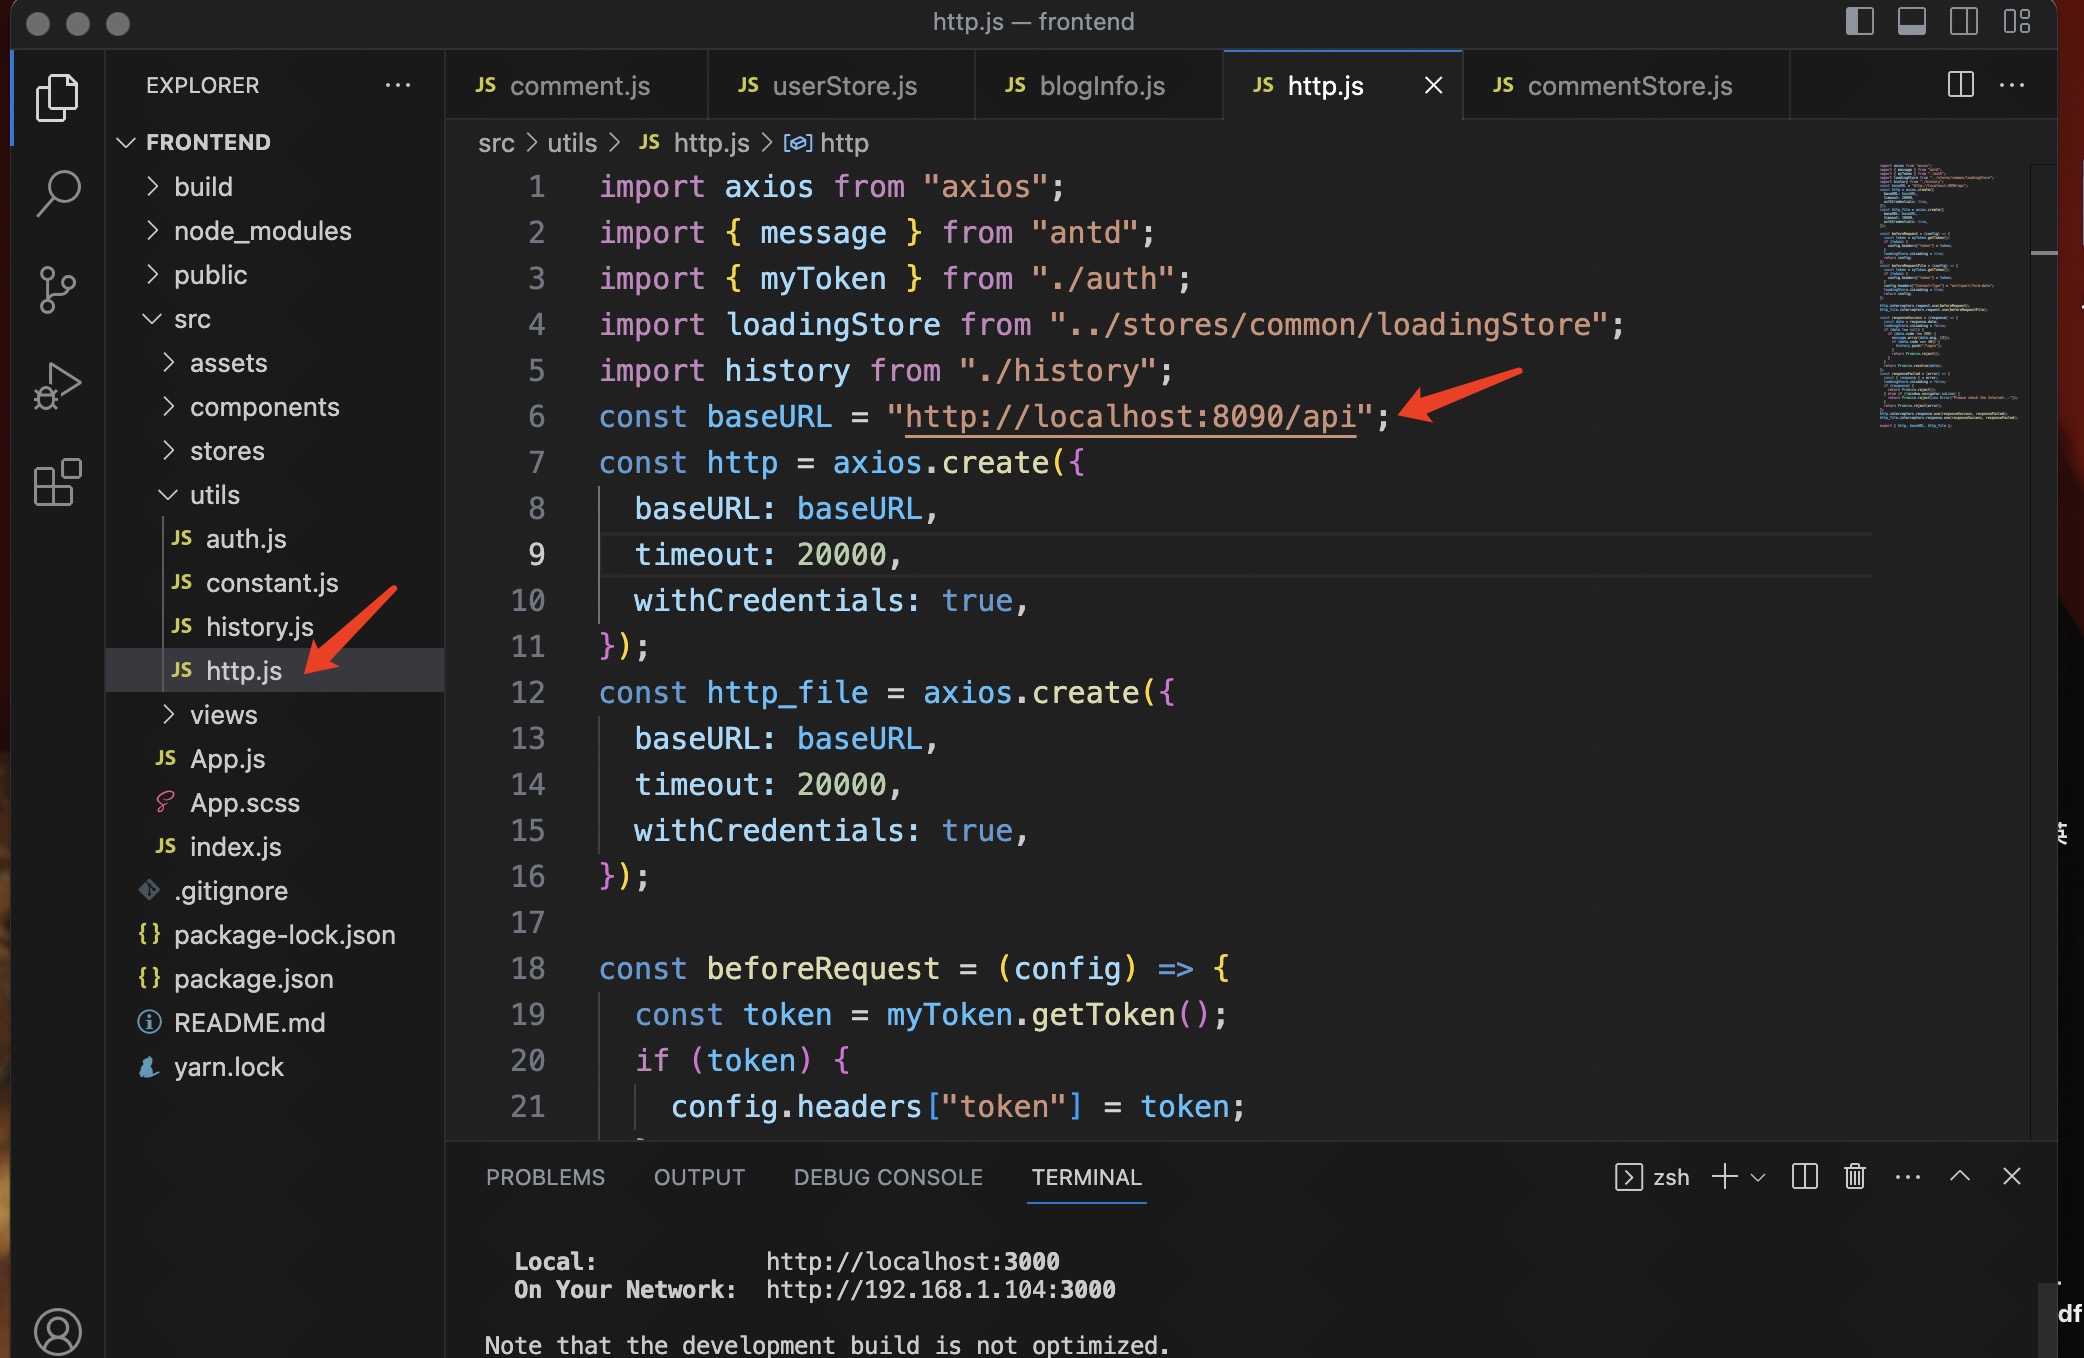 http.js — frontend
EXPLORER
FRONTEND
build
node_modules
public
src
assets
components
stores
utils
JS auth.js
JS constant.js
JS history.js
JS http.js
views
JS App.js
App.scss
JS index.js
.gitignore
{} package-lock.json
{} package.json
README.md
yarn.lock
JS comment.js
JS userStore.js
JS blogInfo.js
JS http.js
JS commentStore.js
src > utils > JS http.js > http
1 import axios from "axios";
2 import { message } from "antd";
3 import { myToken } from "./auth";
4 import loadingStore from "../stores/common/loadingStore";
5 import history from "./history";
6 const baseURL = "http://localhost:8090/api";
7 const http = axios.create({
8 baseURL: baseURL,
9 timeout: 20000,
10 withCredentials: true,
11 });
12 const http_file = axios.create({
13 baseURL: baseURL,
14 timeout: 20000,
15 withCredentials: true,
16 });
17
18 const beforeRequest = (config) => {
19 const token = myToken.getToken();
20 if (token) {
21 config.headers["token"] = token;
PROBLEMS
OUTPUT
DEBUG CONSOLE
TERMINAL
zsh
Local: http://localhost:3000
On Your Network: http://192.168.1.104:3000
Note that the development build is not optimized.
df